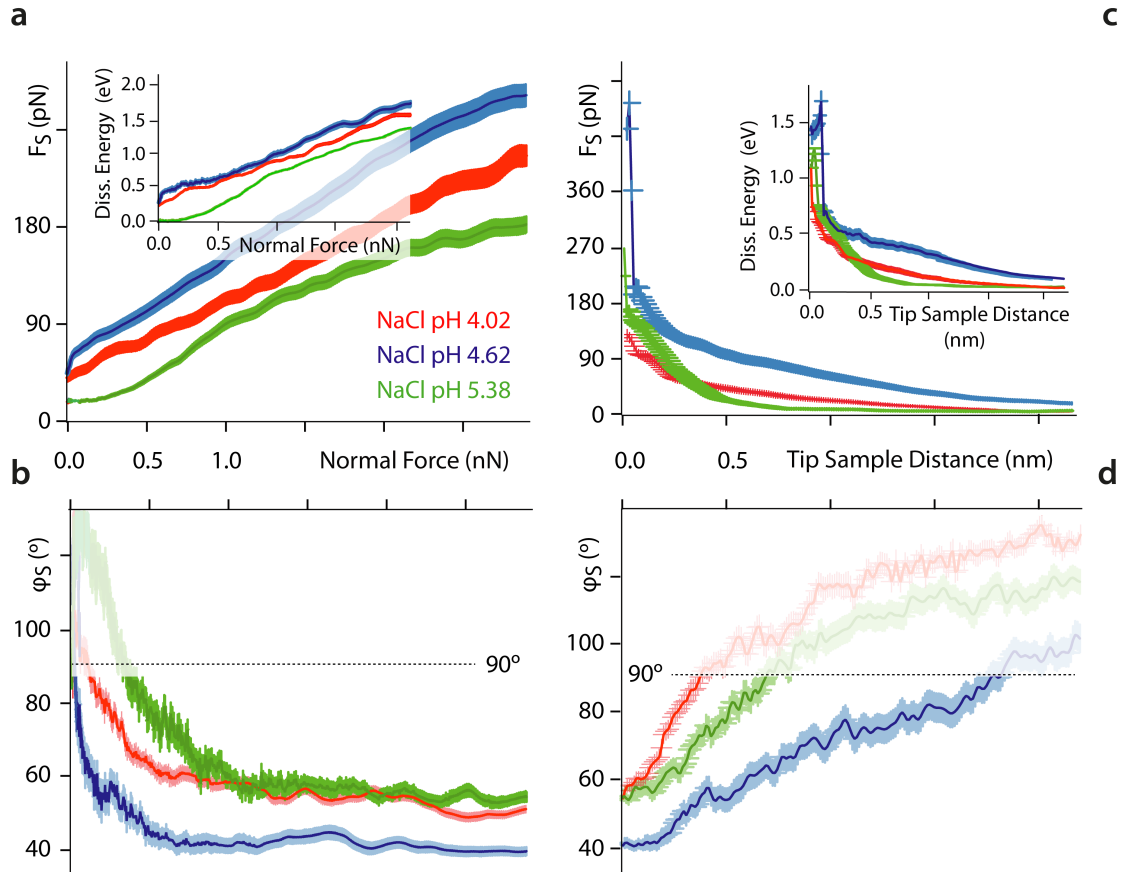 a
F_S (pN)
180
90
0
Diss. Energy (eV)
2.0
1.5
1.0
0.5
0.0
0.0 0.5 Normal Force (nN)
NaCl pH 4.02
NaCl pH 4.62
NaCl pH 5.38
0.0 0.5 1.0 Normal Force (nN)
c
F_S (pN)
360
270
180
90
0
Diss. Energy (eV)
1.5
1.0
0.5
0.0
0.0 0.5 Tip Sample Distance
(nm)
0.0 0.5 Tip Sample Distance (nm)
b
φ_S (º)
100
80
60
40
90º
d
φ_S (º)
100
80
60
40
90º